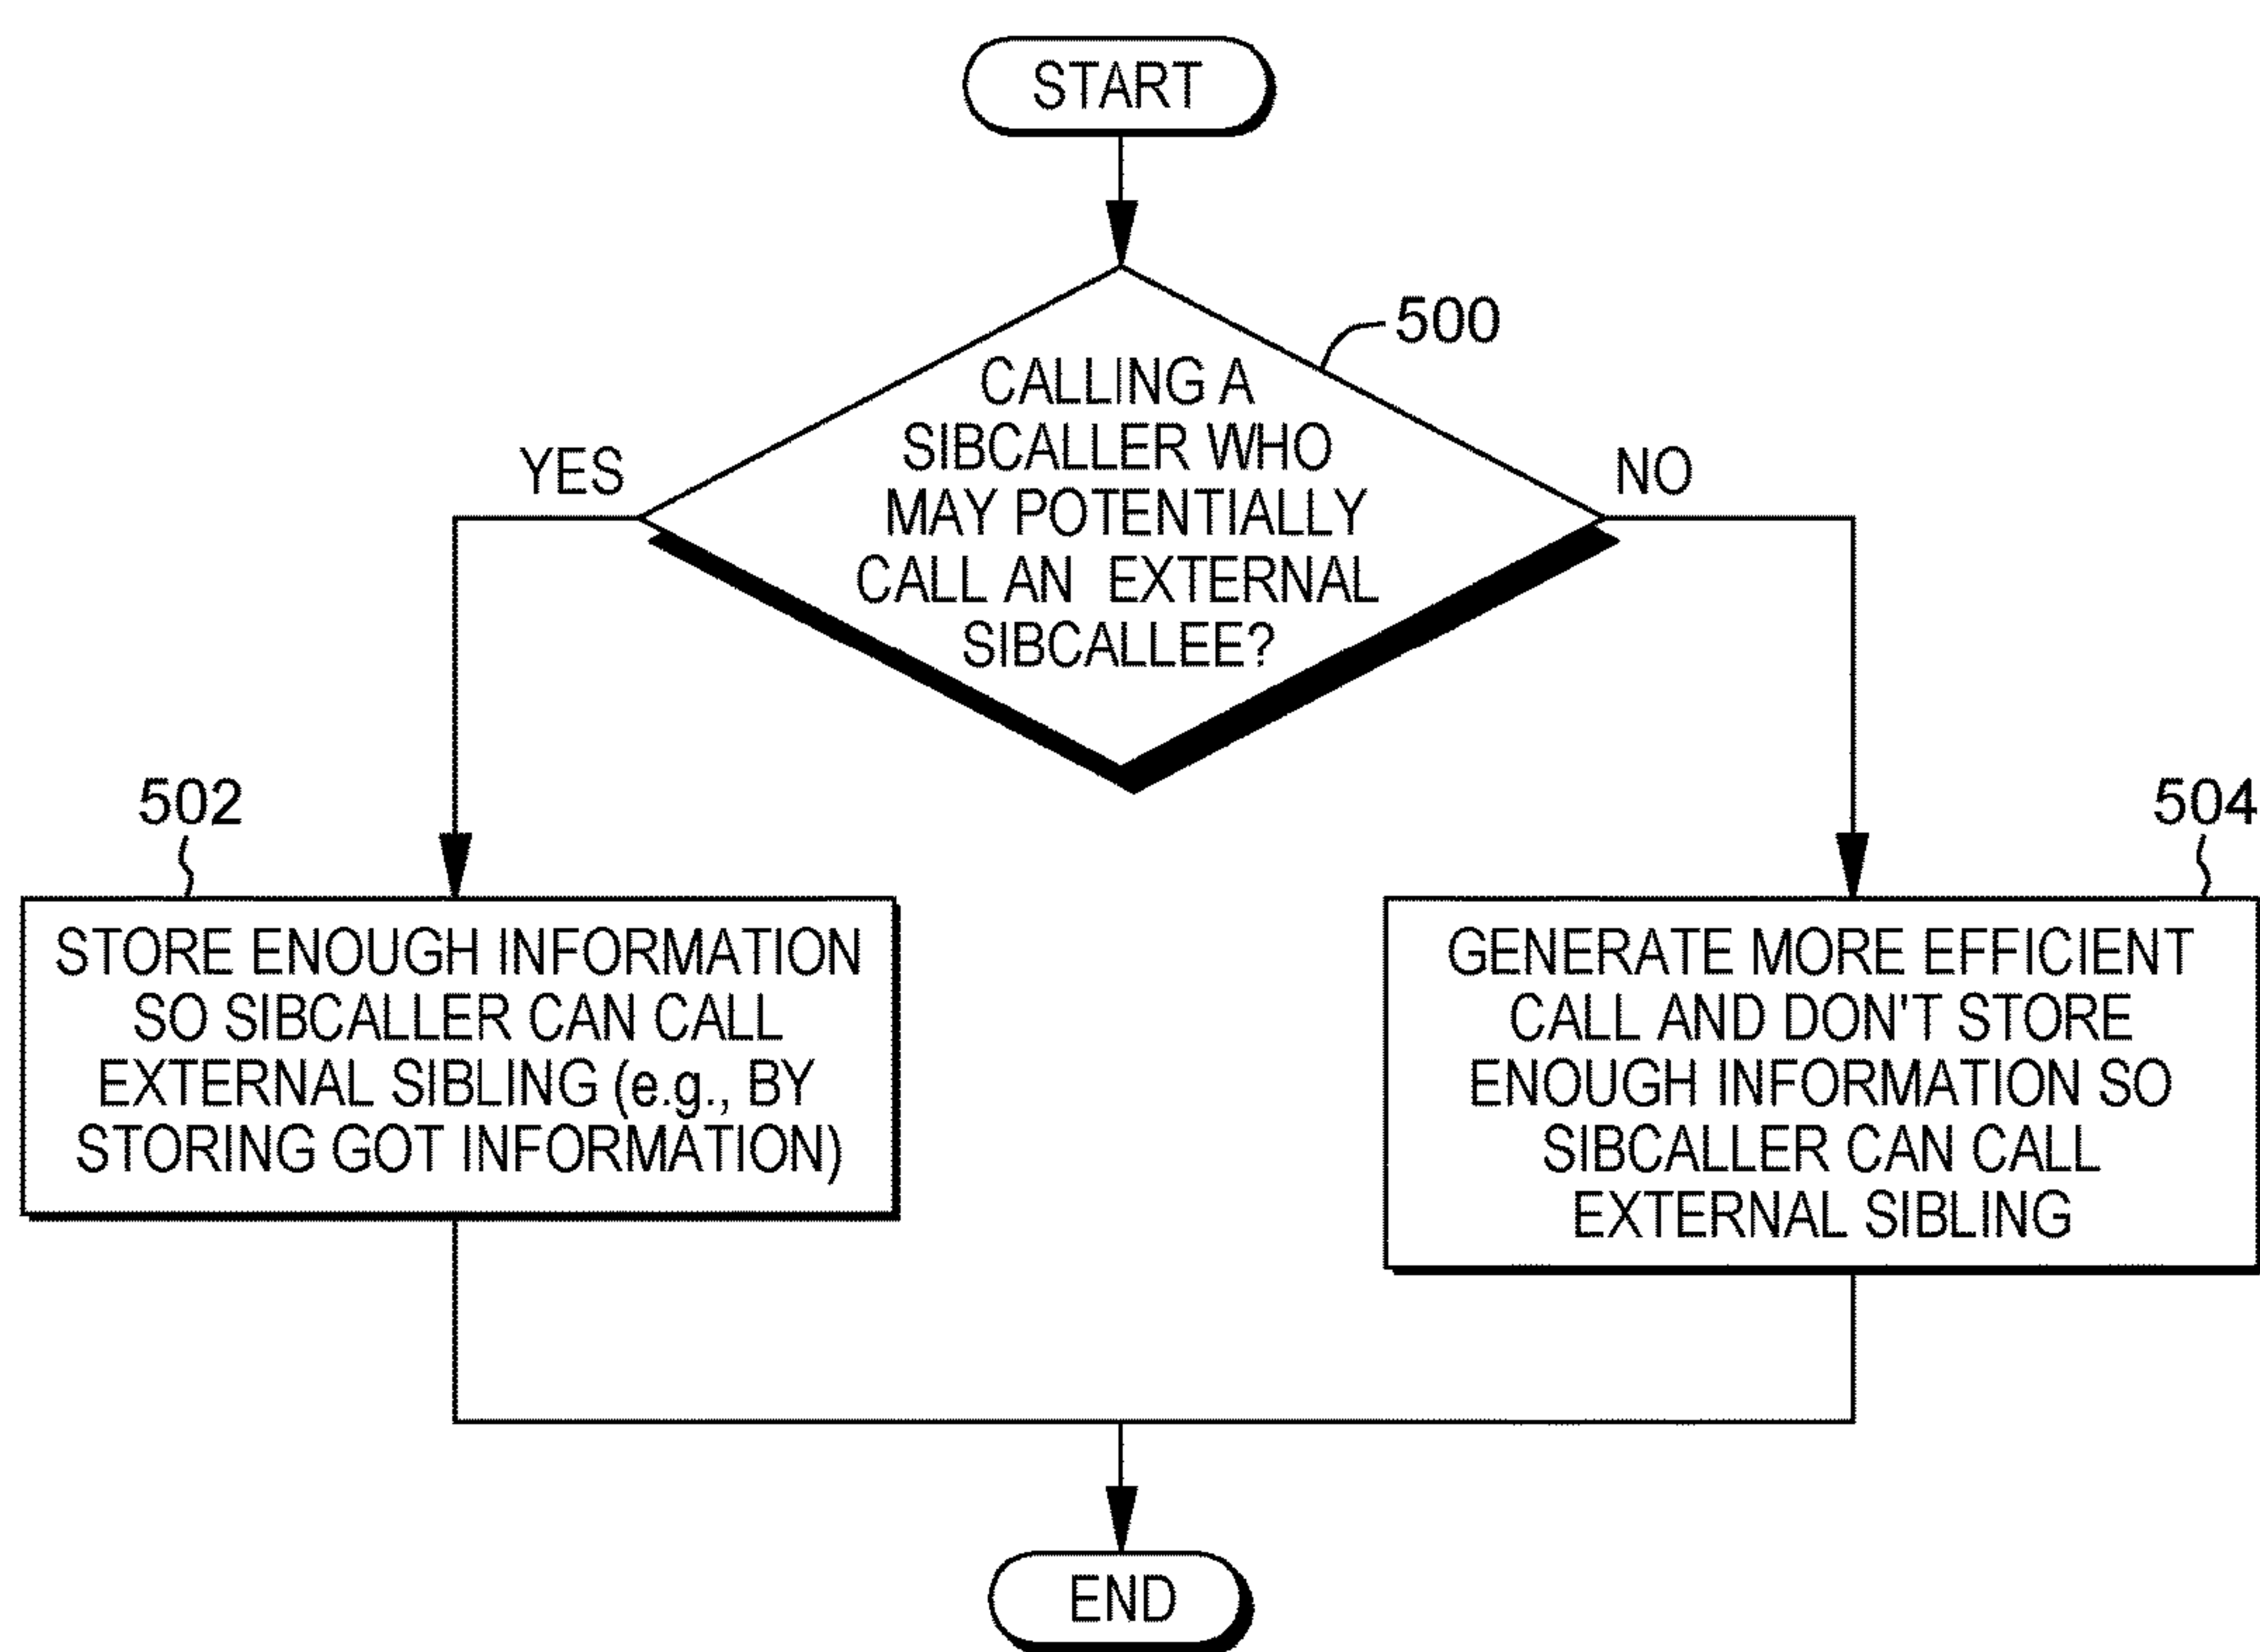 START
500
CALLING A
SIBCALLER WHO
MAY POTENTIALLY
CALL AN EXTERNAL
SIBCALLEE?
YES
NO
502
STORE ENOUGH INFORMATION
SO SIBCALLER CAN CALL
EXTERNAL SIBLING (e.g., BY
STORING GOT INFORMATION)
504
GENERATE MORE EFFICIENT
CALL AND DON'T STORE
ENOUGH INFORMATION SO
SIBCALLER CAN CALL
EXTERNAL SIBLING
END